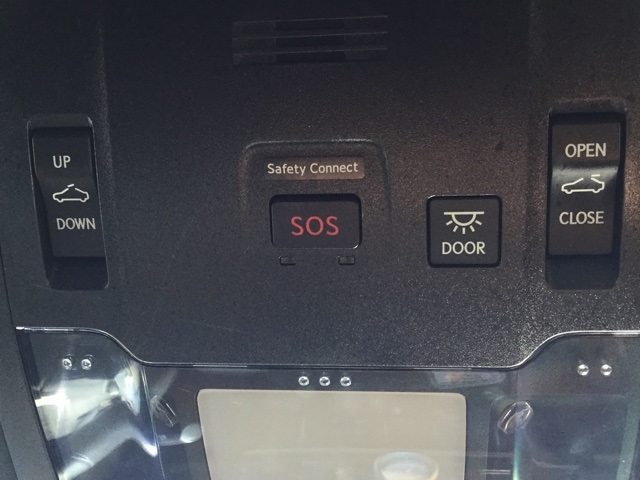 UP
DOWN
Safety Connect
SOS
DOOR
OPEN
CLOSE